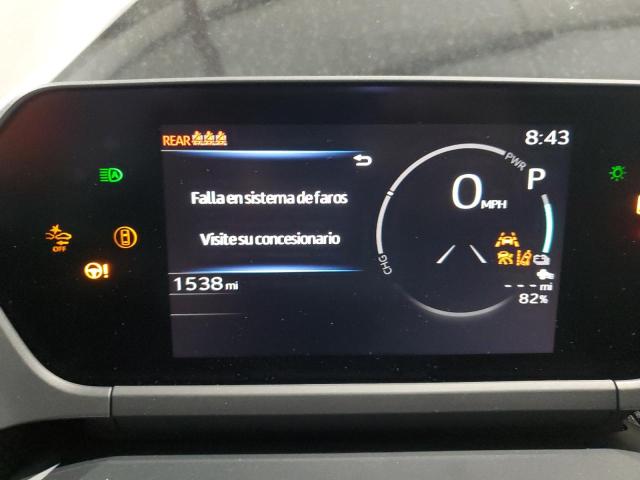 REAR
8:43
PWR
P
A
Falla en sistema de faros
0 MPH
Visite su concesionario
OFF
CHG
1538 mi
- - - mi
82%